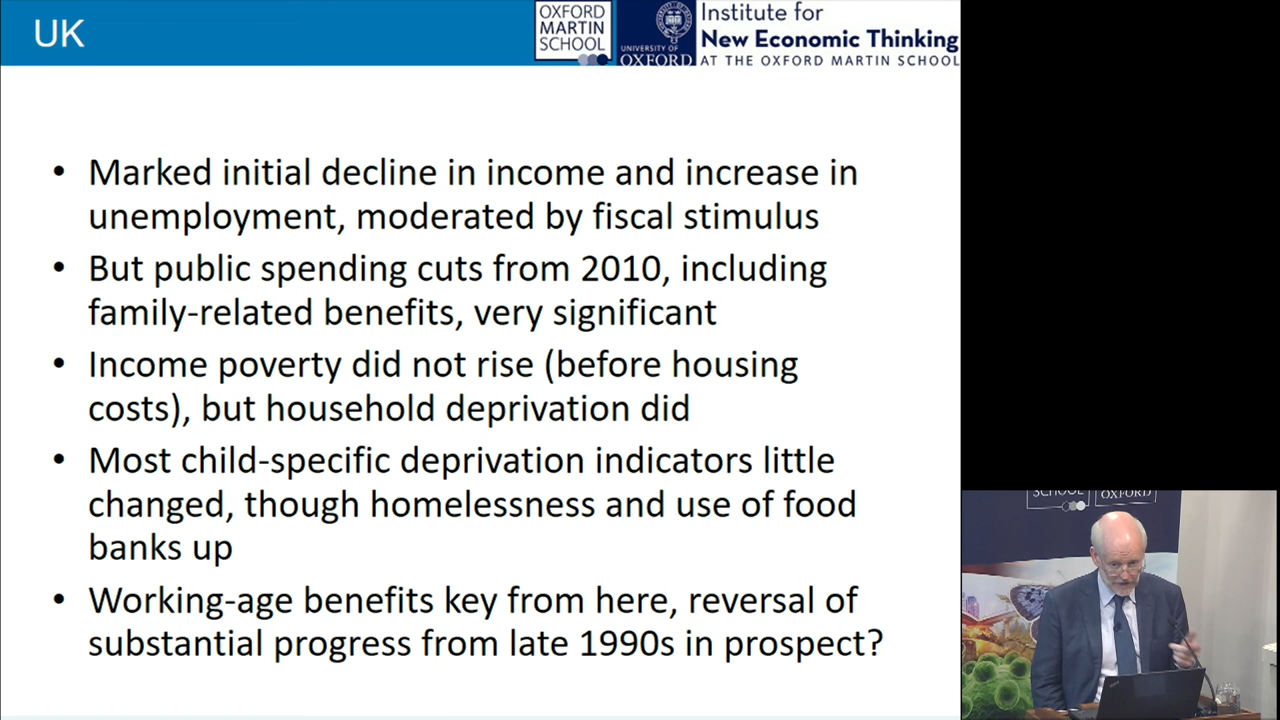 UK
OXFORD
MARTIN
SCHOOL
UNIVERSITY OF
OXFORD
Institute for
New Economic Thinking
AT THE OXFORD MARTIN SCHOOL
• Marked initial decline in income and increase in
unemployment, moderated by fiscal stimulus
• But public spending cuts from 2010, including
family-related benefits, very significant
• Income poverty did not rise (before housing
costs), but household deprivation did
• Most child-specific deprivation indicators little
changed, though homelessness and use of food
banks up
• Working-age benefits key from here, reversal of
substantial progress from late 1990s in prospect?
SCHOOL
OXFORD